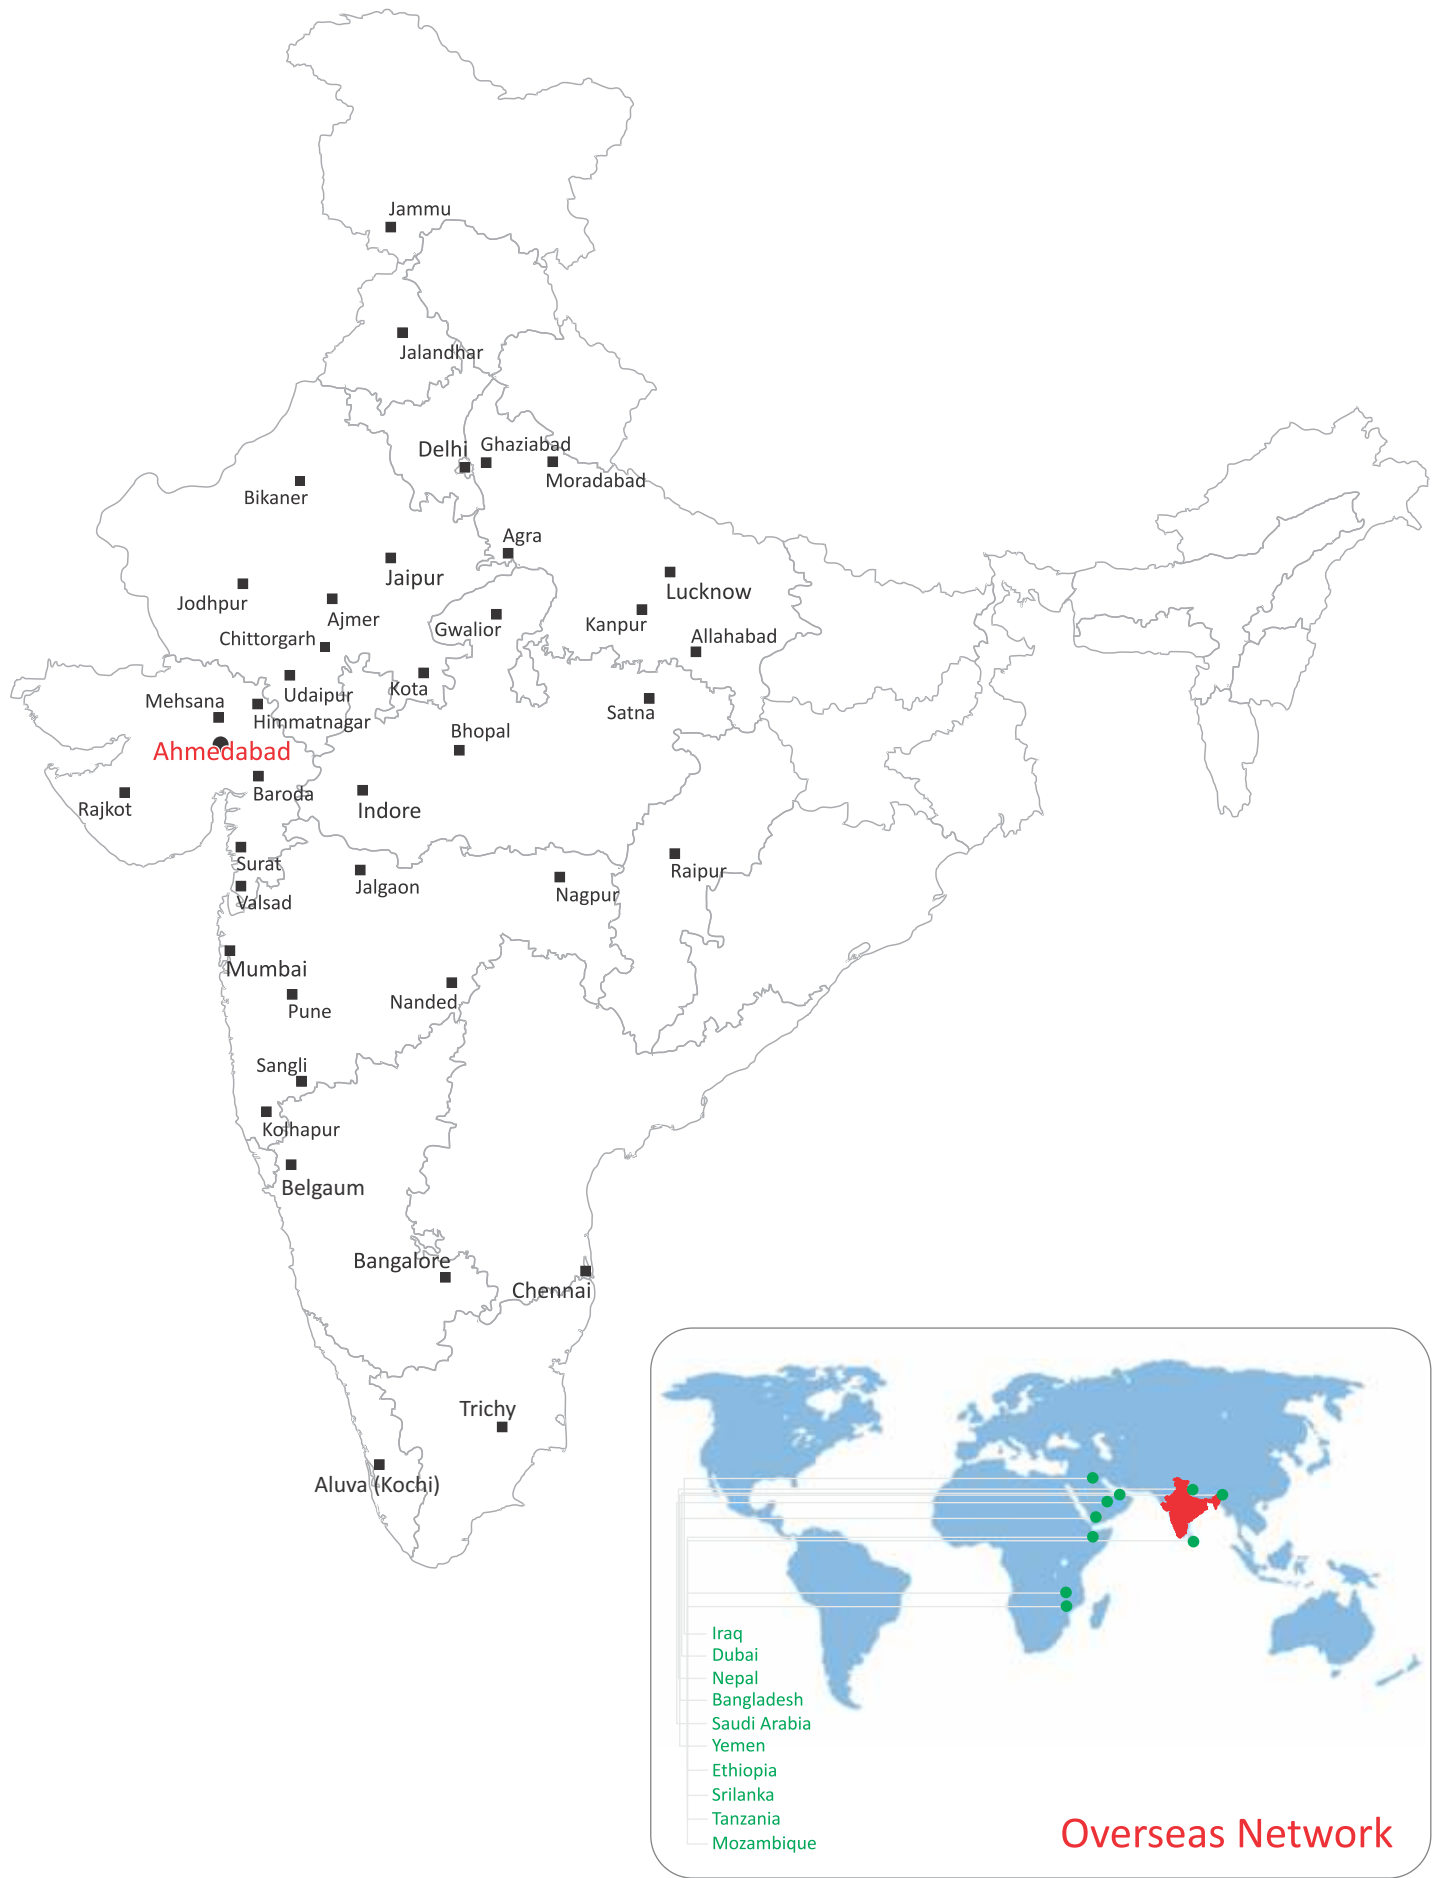 Jammu
Jalandhar
Delhi
Ghaziabad
Moradabad
Bikaner
Agra
Jaipur
Lucknow
Jodhpur
Ajmer
Gwalior
Kanpur
Chittorgarh
Allahabad
Udaipur
Kota
Mehsana
Himmatnagar
Satna
Bhopal
Ahmedabad
Baroda
Rajkot
Indore
Surat
Raipur
Jalgaon
Nagpur
Valsad
Mumbai
Nanded
Pune
Sangli
Kolhapur
Belgaum
Bangalore
Chennai
Trichy
Aluva (Kochi)
Iraq
Dubai
Nepal
Bangladesh
Saudi Arabia
Yemen
Ethiopia
Srilanka
Tanzania
Mozambique
Overseas Network